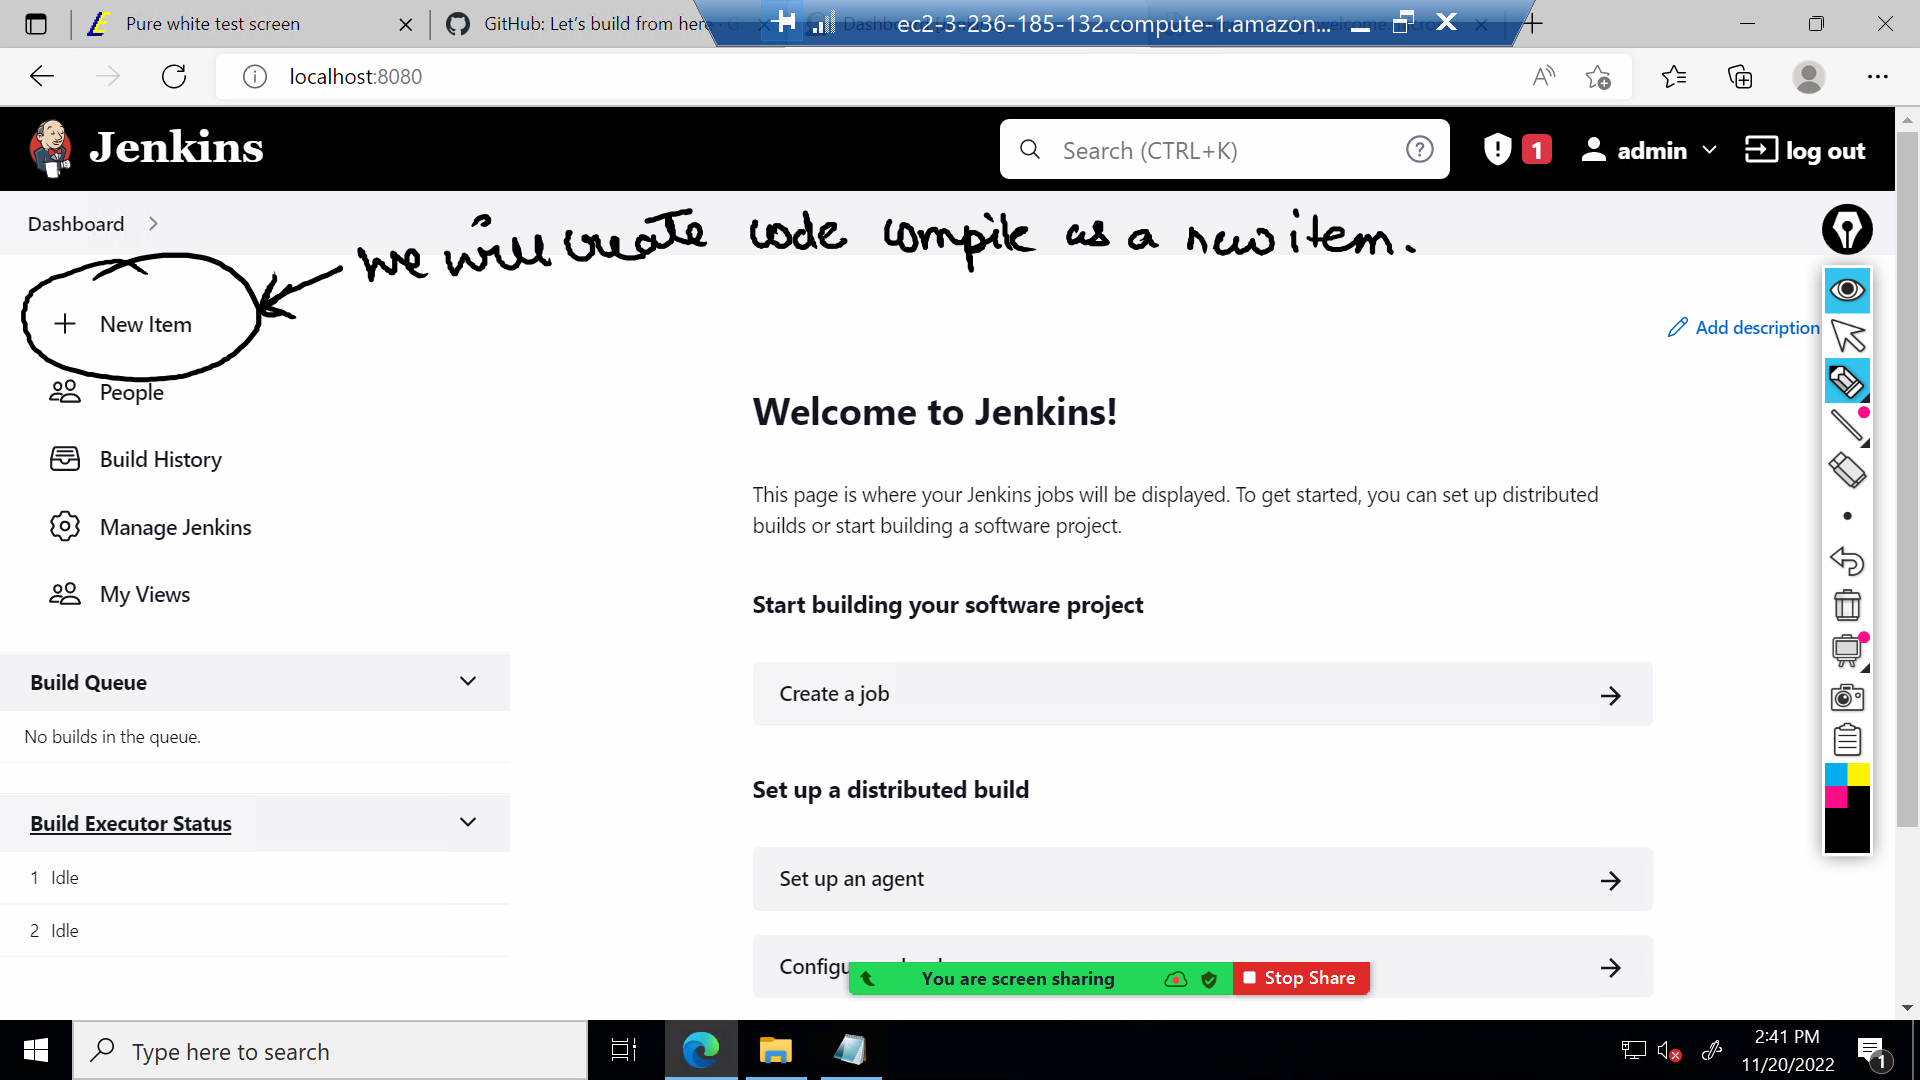 Pure white test screen
GitHub: Let's build from here
ec2-3-236-185-132.compute-1.amazon...
localhost:8080
Jenkins
Search (CTRL+K)
1
admin
log out
Dashboard
we will create code compile as a new item.
New Item
Add description
People
Welcome to Jenkins!
Build History
This page is where your Jenkins jobs will be displayed. To get started, you can set up distributed
builds or start building a software project.
Manage Jenkins
My Views
Start building your software project
Build Queue
Create a job
No builds in the queue.
Set up a distributed build
Build Executor Status
1 Idle
Set up an agent
2 Idle
You are screen sharing
Stop Share
Type here to search
2:41 PM
11/20/2022
1